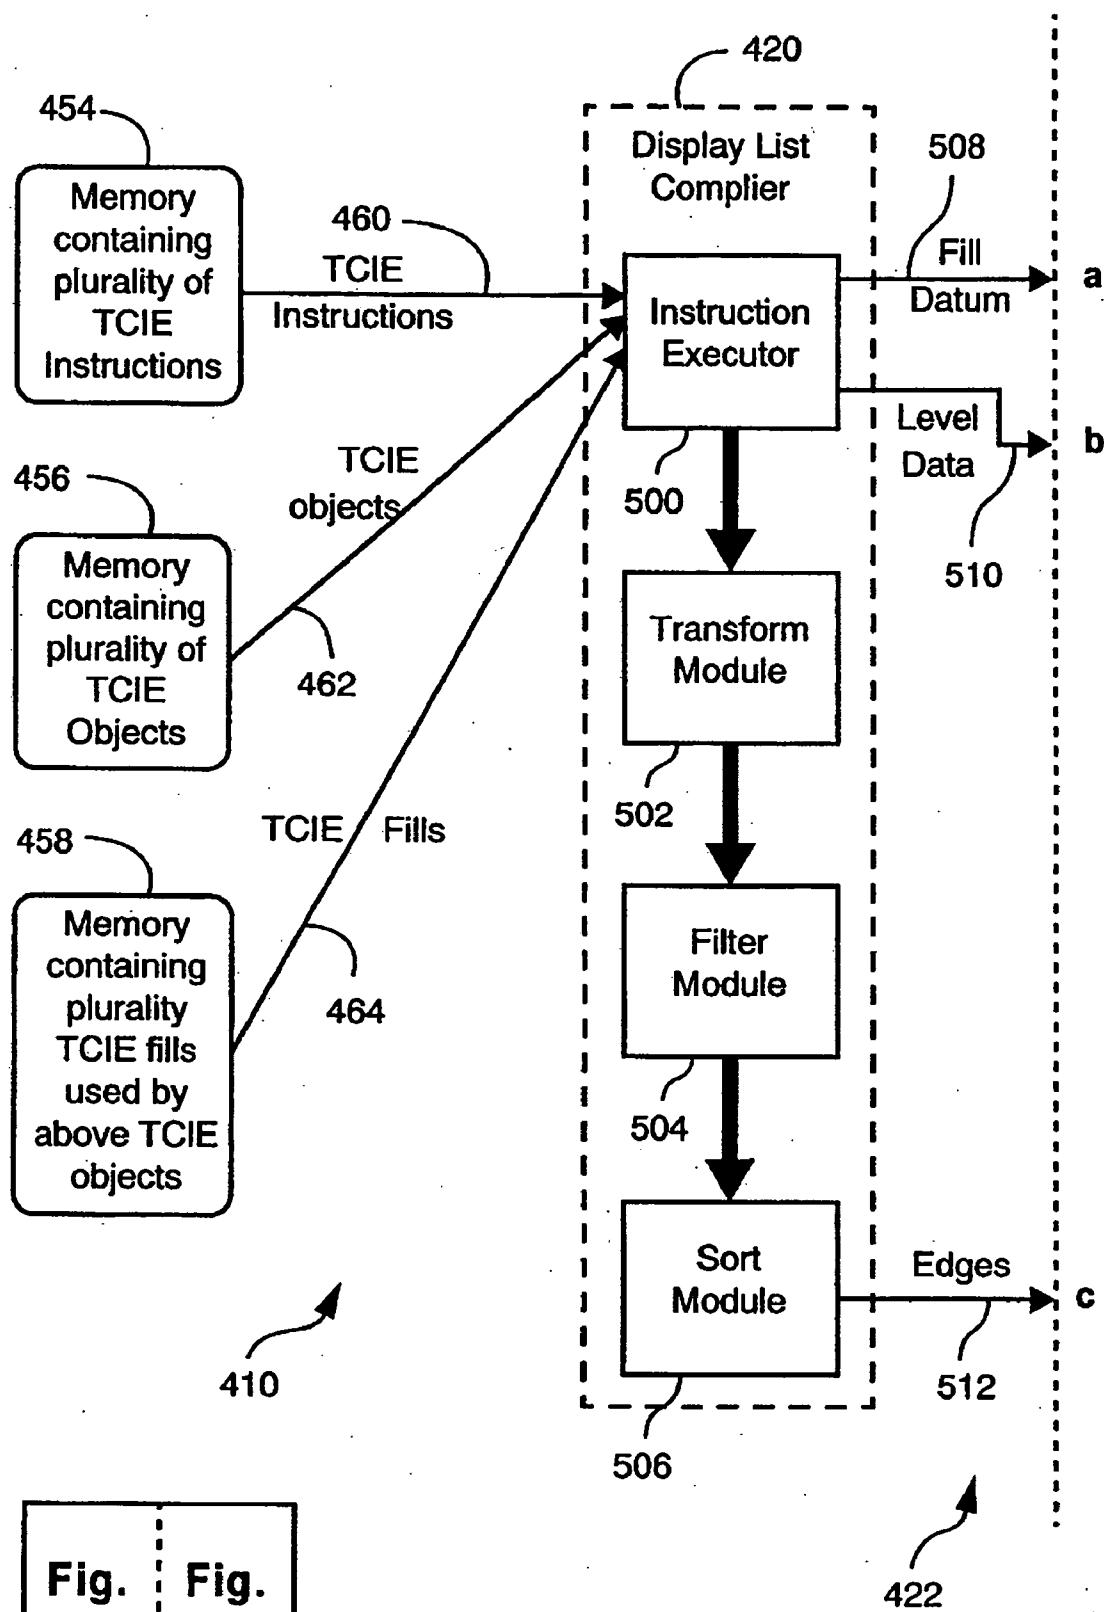 420
454
Display List
Complier
508
Memory
containing
plurality of
TCIE
Instructions
460
TCIE
Instructions
Instruction
Executor
Fill
Datum
a
Level
Data
b
500
510
456
TCIE
objects
Memory
containing
plurality of
TCIE
Objects
462
Transform
Module
502
458
TCIE Fills
Memory
containing
plurality
TCIE fills
used by
above TCIE
objects
464
Filter
Module
504
Sort
Module
Edges
c
512
410
506
422
Fig. Fig.